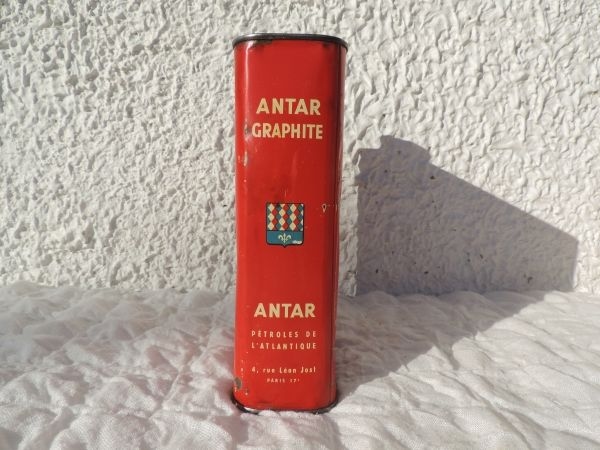 ANTAR
GRAPHITE
ANTAR
PÉTROLES DE
L'ATLANTIQUE
4, rue Léon Jost
PARIS 17ᵉ